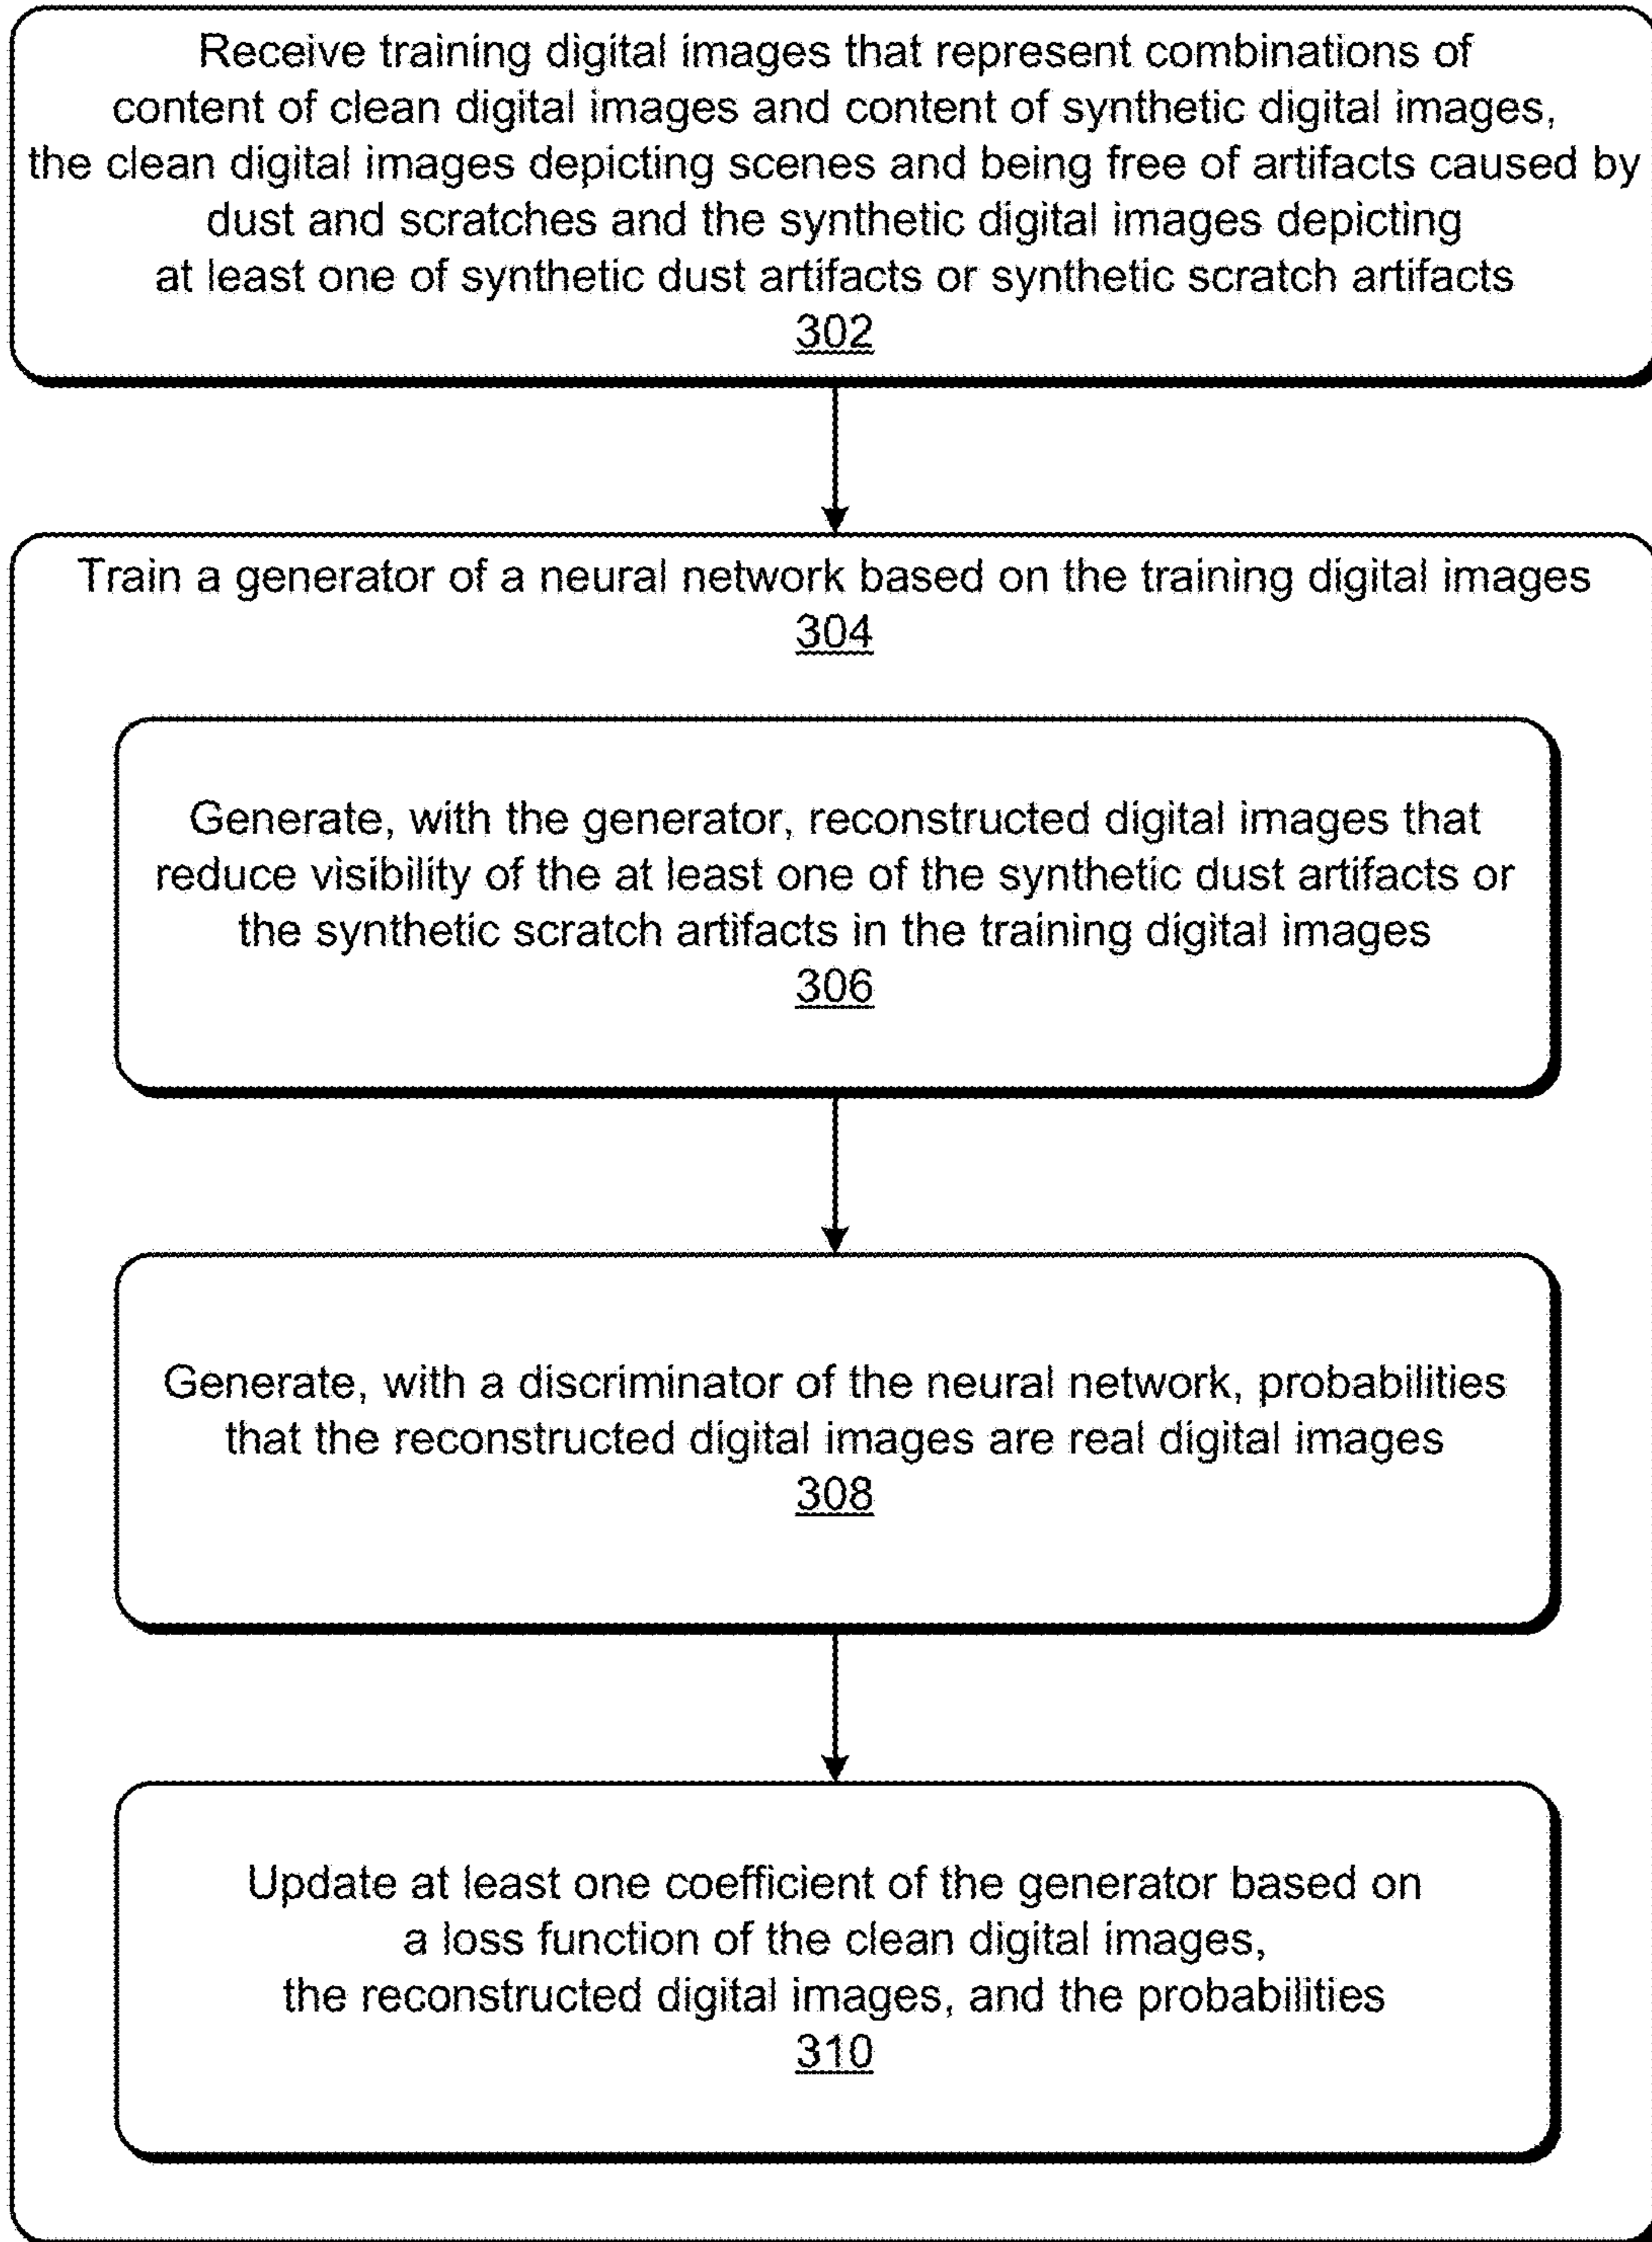 Receive training digital images that represent combinations of
content of clean digital images and content of synthetic digital images,
the clean digital images depicting scenes and being free of artifacts caused by
dust and scratches and the synthetic digital images depicting
at least one of synthetic dust artifacts or synthetic scratch artifacts
302
Train a generator of a neural network based on the training digital images
304
Generate, with the generator, reconstructed digital images that
reduce visibility of the at least one of the synthetic dust artifacts or
the synthetic scratch artifacts in the training digital images
306
Generate, with a discriminator of the neural network, probabilities
that the reconstructed digital images are real digital images
308
Update at least one coefficient of the generator based on
a loss function of the clean digital images,
the reconstructed digital images, and the probabilities
310